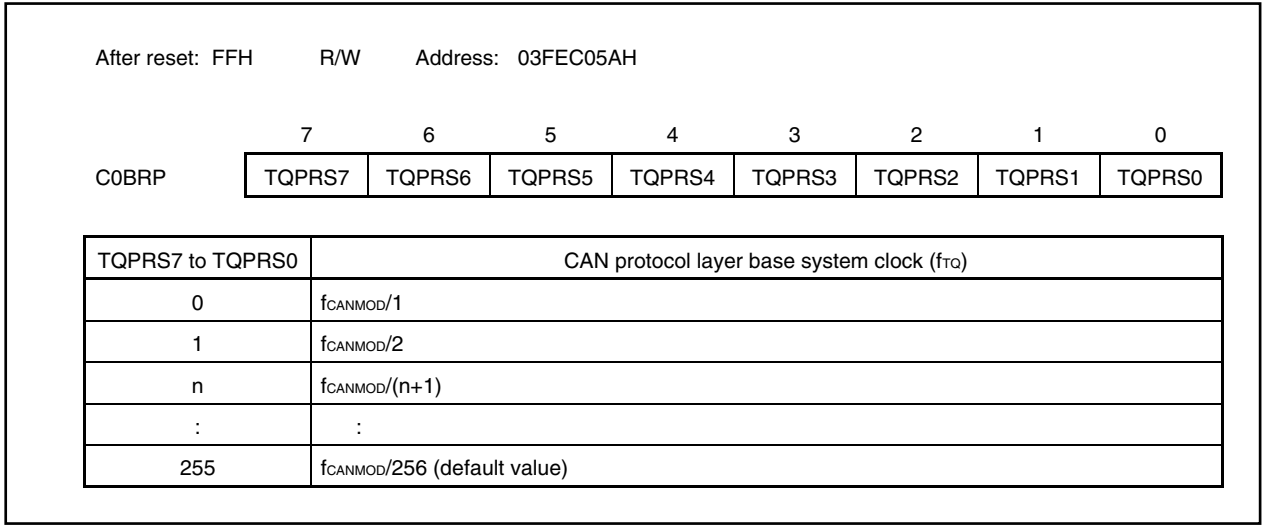 After reset: FFH R/W Address: 03FEC05AH
7 6 5 4 3 2 1 0
C0BRP TQPRS7 TQPRS6 TQPRS5 TQPRS4 TQPRS3 TQPRS2 TQPRS1 TQPRS0
TQPRS7 to TQPRS0 CAN protocol layer base system clock (fTQ)
0 fCANMOD/1
1 fCANMOD/2
n fCANMOD/(n+1)
: :
255 fCANMOD/256 (default value)